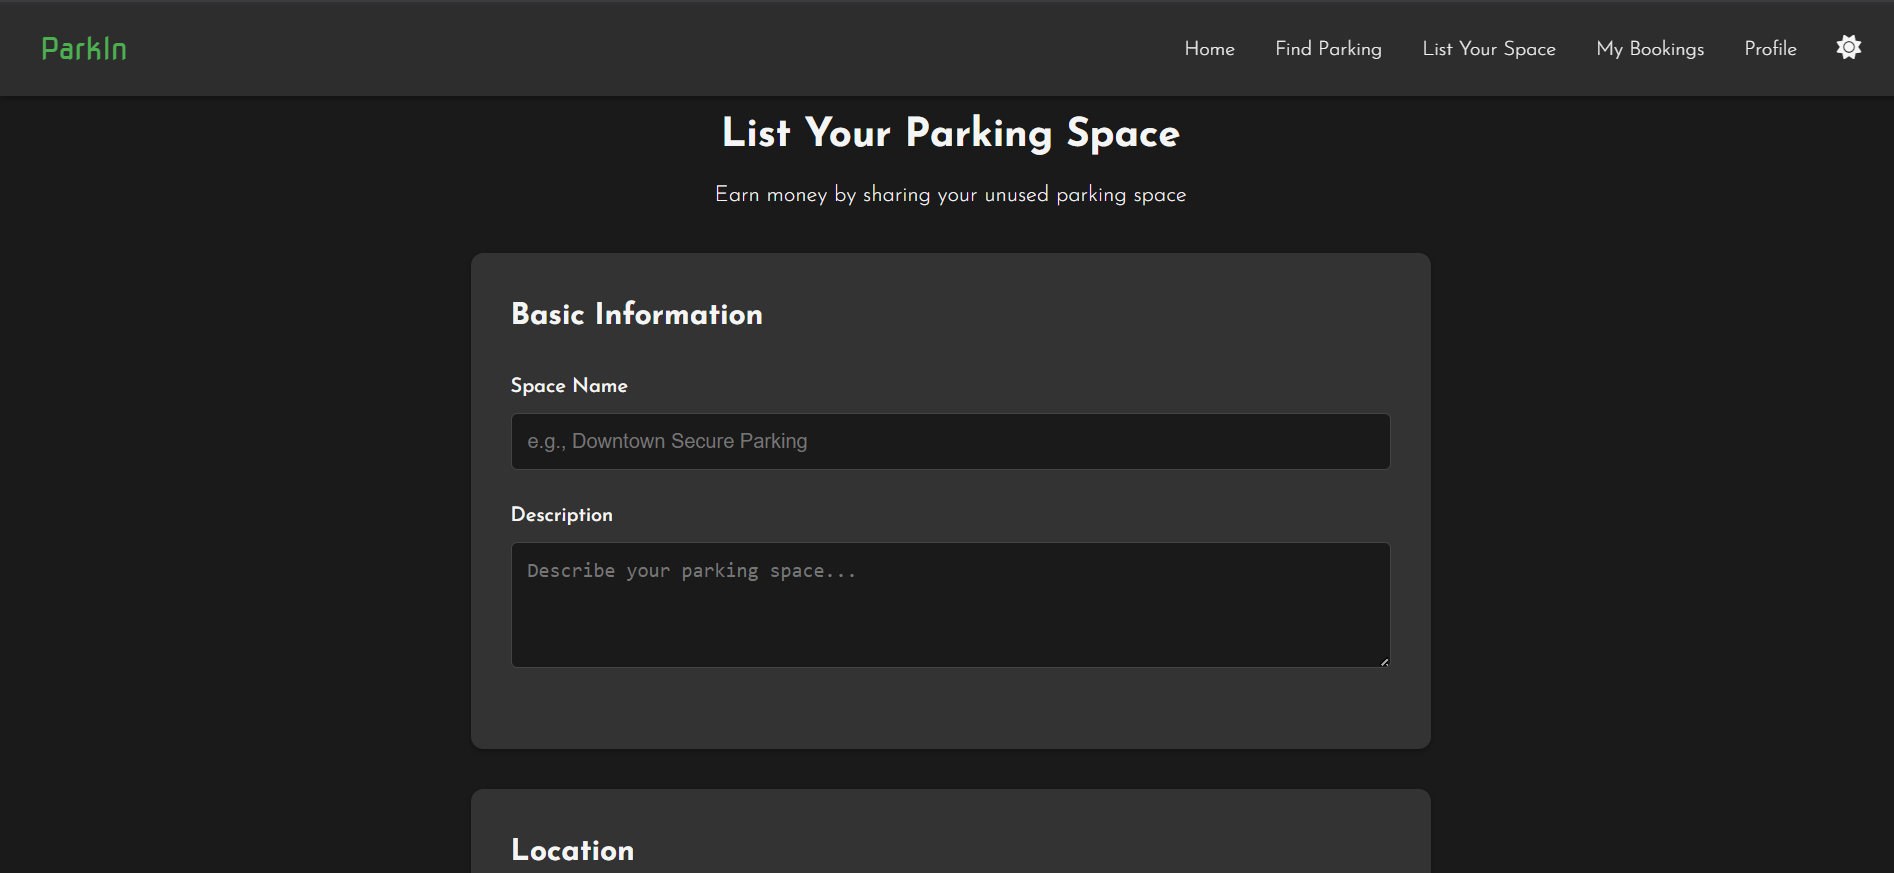 ParkIn
Home Find Parking List Your Space My Bookings Profile
List Your Parking Space
Earn money by sharing your unused parking space
Basic Information
Space Name
e.g., Downtown Secure Parking
Description
Describe your parking space...
Location